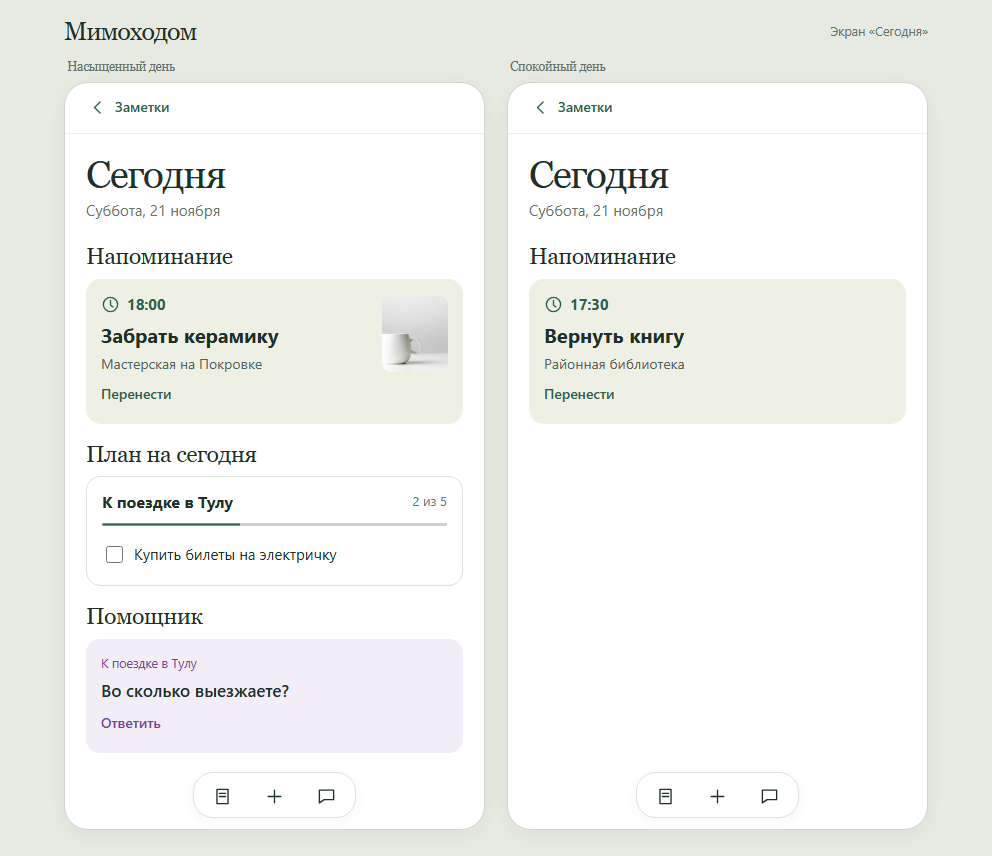 Мимоходом
Экран «Сегодня»
Насыщенный день
Заметки
Сегодня
Суббота, 21 ноября
Напоминание
18:00
Забрать керамику
Мастерская на Покровке
Перенести
План на сегодня
К поездке в Тулу
2 из 5
Купить билеты на электричку
Помощник
К поездке в Тулу
Во сколько выезжаете?
Ответить
Спокойный день
Заметки
Сегодня
Суббота, 21 ноября
Напоминание
17:30
Вернуть книгу
Районная библиотека
Перенести